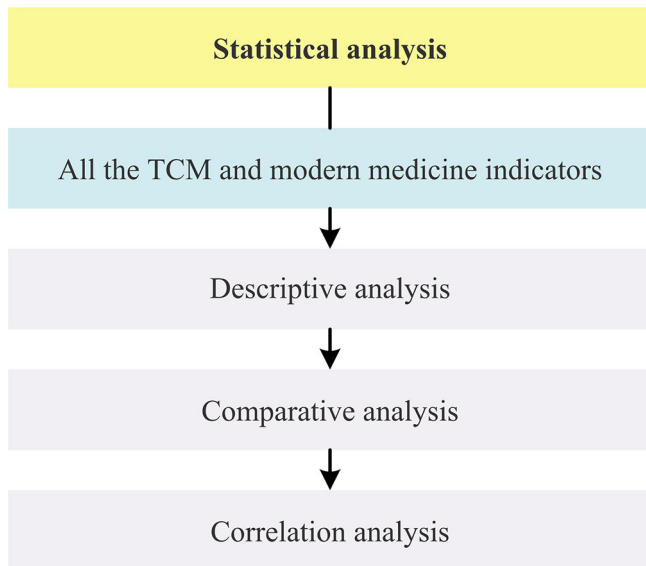 Statistical analysis
All the TCM and modern medicine indicators
Descriptive analysis
Comparative analysis
Correlation analysis